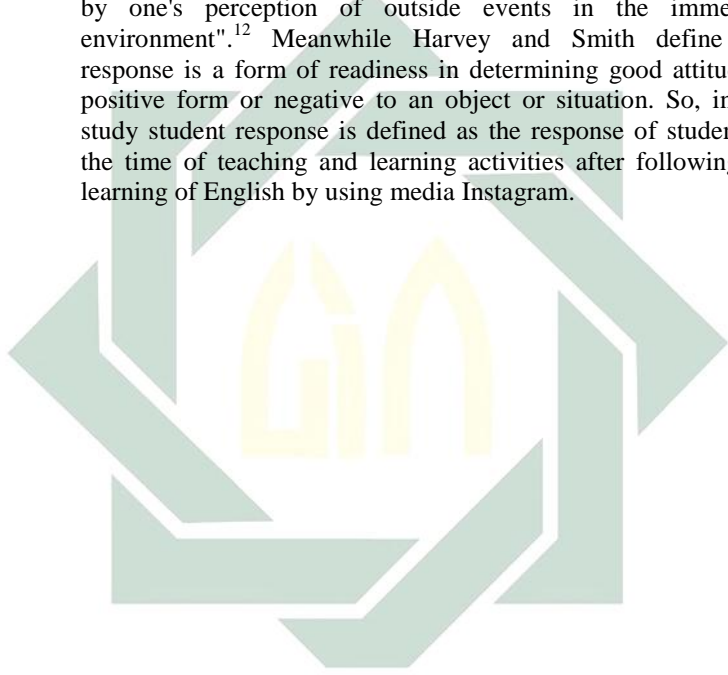 by one's perception of outside events in the imme
environment".12 Meanwhile Harvey and Smith define
response is a form of readiness in determining good attitu
positive form or negative to an object or situation. So, in
study student response is defined as the response of studen
the time of teaching and learning activities after following
learning of English by using media Instagram.